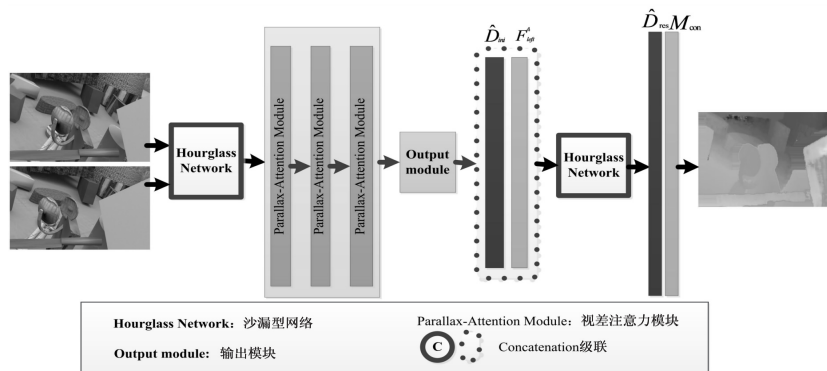 Hourglass
Network
Parallax-Attention Module
Parallax-Attention Module
Parallax-Attention Module
Output
module
D̂ini
F⁴left
Hourglass
Network
D̂res Mcon
Hourglass Network: 沙漏型网络
Parallax-Attention Module: 视差注意力模块
Output module: 输出模块
C
Concatenation级联